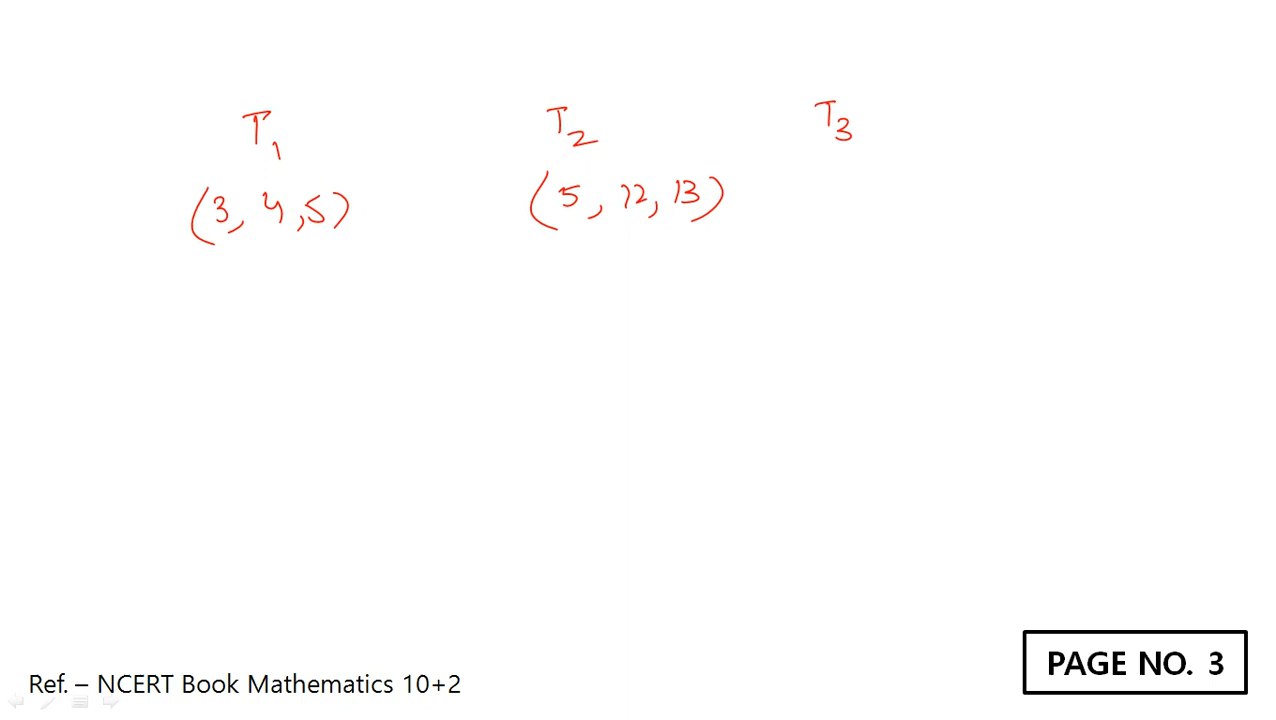 T1 T2 T3
(3, 4, 5) (5, 12, 13)
Ref. – NCERT Book Mathematics 10+2
PAGE NO. 3